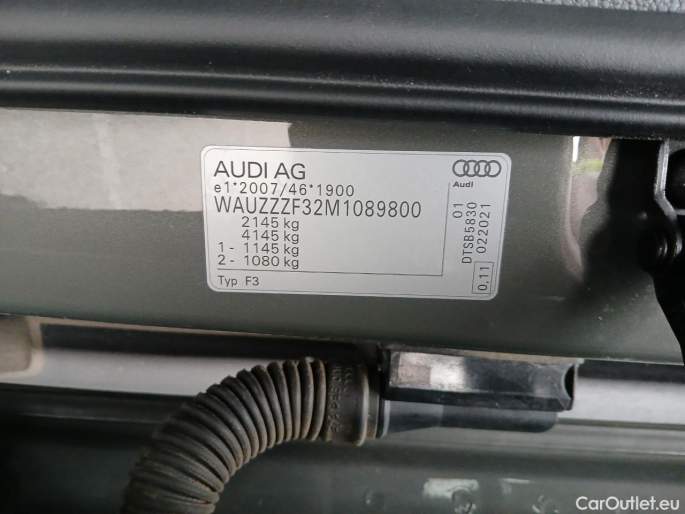 AUDI AG
e1*2007/46*1900
WAUZZZF32M1089800
2145 kg
4145 kg
1 - 1145 kg
2 - 1080 kg
Typ F3
Audi
01
DTSB5830
022021
0.11
CarOutlet.eu